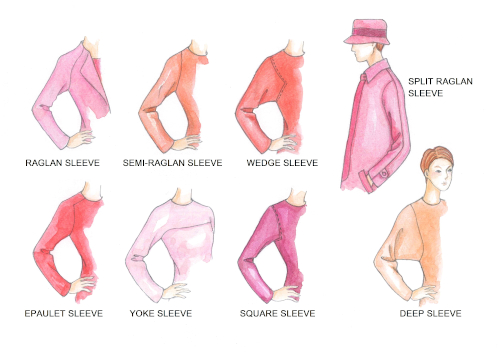 SPLIT RAGLAN
SLEEVE
RAGLAN SLEEVE
SEMI-RAGLAN SLEEVE
WEDGE SLEEVE
EPAULET SLEEVE
YOKE SLEEVE
SQUARE SLEEVE
DEEP SLEEVE